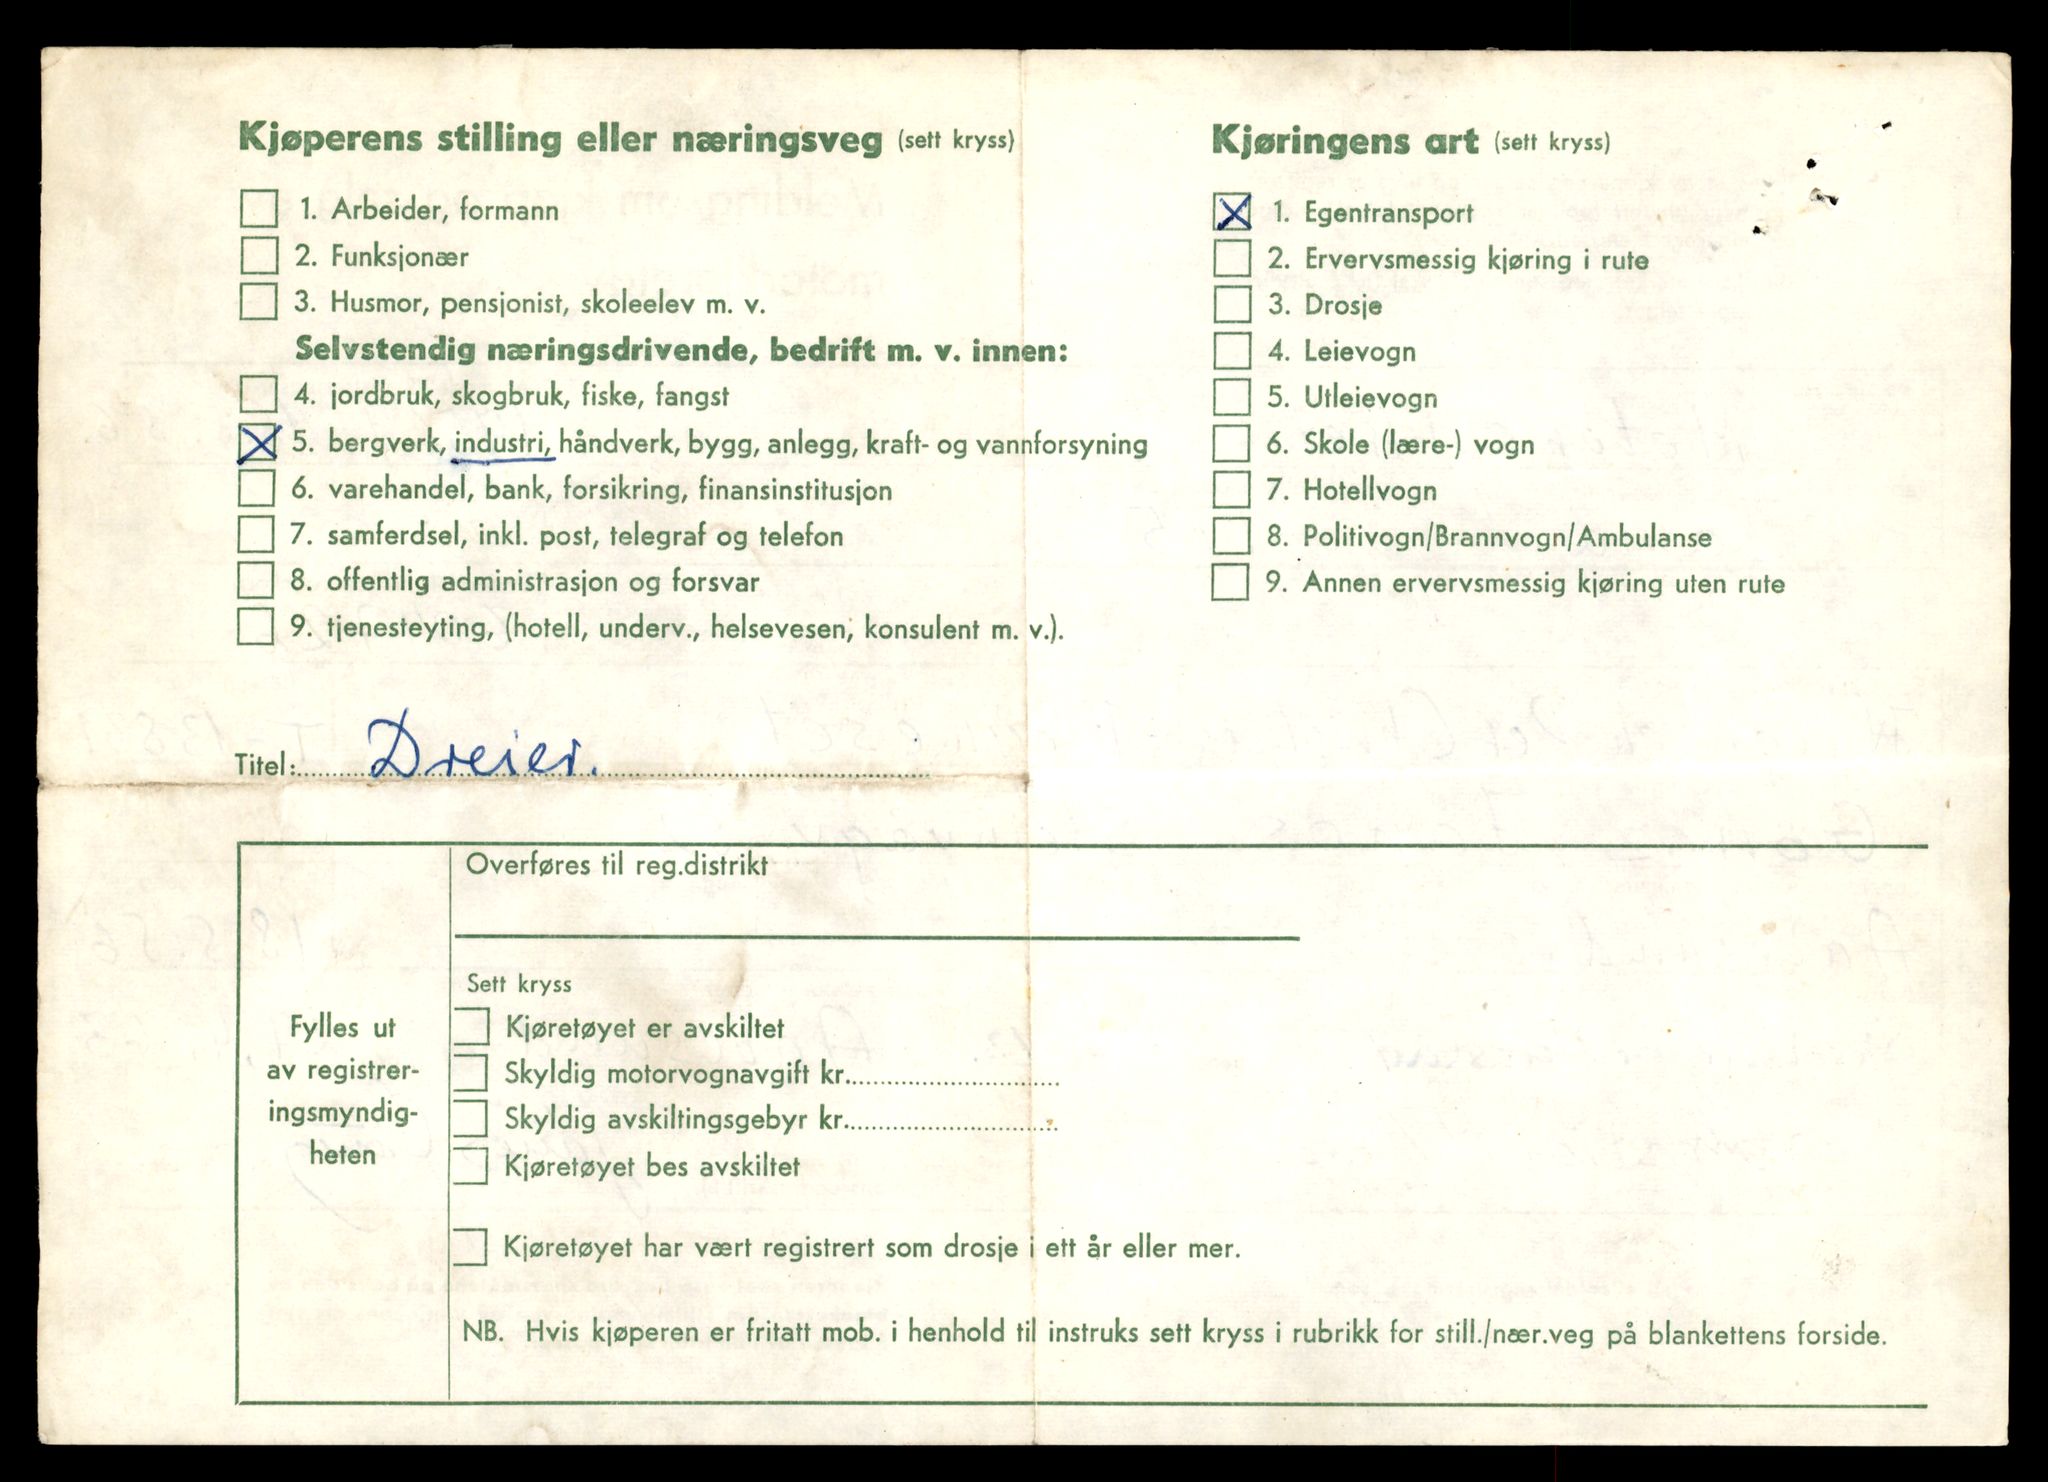 Kjøperens stilling eller næringsveg (sett kryss)
1. Arbeider, formann
2. Funksjonær
3. Husmor, pensjonist, skoleelev m. v.
Selvstendig næringsdrivende, bedrift m. v. innen:
4. jordbruk, skogbruk, fiske, fangst
5. bergverk, industri, håndverk, bygg, anlegg, kraft- og vannforsyning
6. varehandel, bank, forsikring, finansinstitusjon
7. samferdsel, inkl. post, telegraf og telefon
8. offentlig administrasjon og forsvar
9. tjenesteyting, (hotell, underv., helsevesen, konsulent m. v.).
Kjøringens art (sett kryss)
1. Egentransport
2. Ervervsmessig kjøring i rute
3. Drosje
4. Leievogn
5. Utleievogn
6. Skole (lære-) vogn
7. Hotellvogn
8. Politivogn/Brannvogn/Ambulanse
9. Annen ervervsmessig kjøring uten rute
Titel: Dreier.
Fylles ut
av registrer-
ingsmyndig-
heten
Overføres til reg.distrikt
Sett kryss
Kjøretøyet er avskiltet
Skyldig motorvognavgift kr.
Skyldig avskiltingsgebyr kr.
Kjøretøyet bes avskiltet
Kjøretøyet har vært registrert som drosje i ett år eller mer.
NB. Hvis kjøperen er fritatt mob. i henhold til instruks sett kryss i rubrikk for still./nær.veg på blankettens forside.